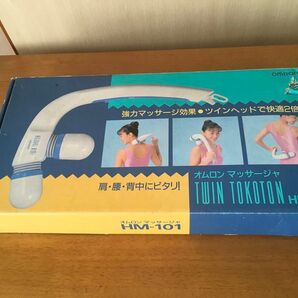 omron
強力マッサージ効果●ツインヘッドで快適2倍
肩・腰・背中にピタリ!
オムロン マッサージャ
TWIN TOKOTON
オムロン マッサージャ
HM-101